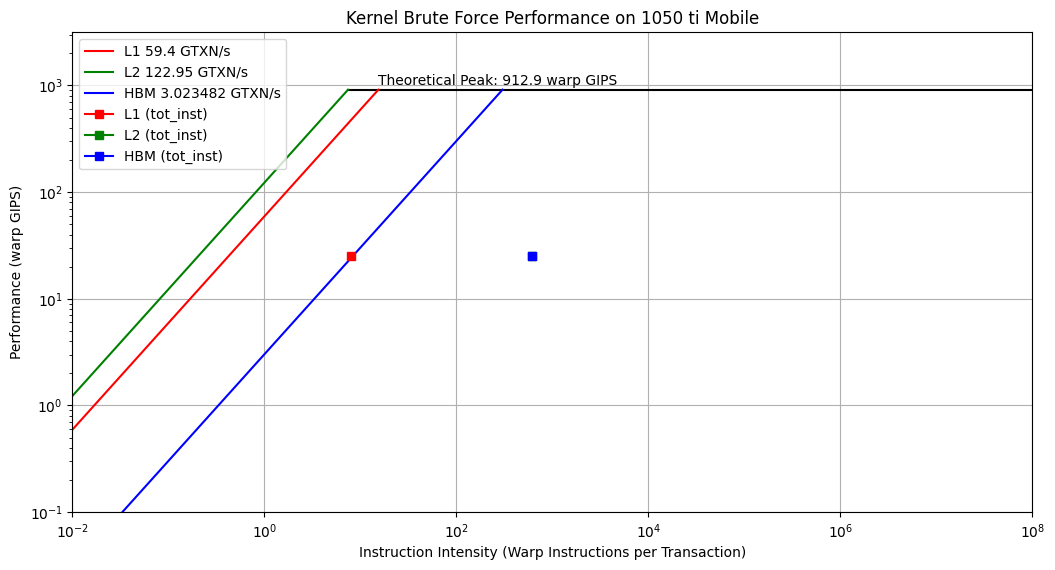 Kernel Brute Force Performance on 1050 ti Mobile
L1 59.4 GTXN/s
L2 122.95 GTXN/s
HBM 3.023482 GTXN/s
L1 (tot_inst)
L2 (tot_inst)
HBM (tot_inst)
Theoretical Peak: 912.9 warp GIPS
Performance (warp GIPS)
10³
10²
10¹
10⁰
10⁻¹
10⁻² 10⁰ 10² 10⁴ 10⁶ 10⁸
Instruction Intensity (Warp Instructions per Transaction)